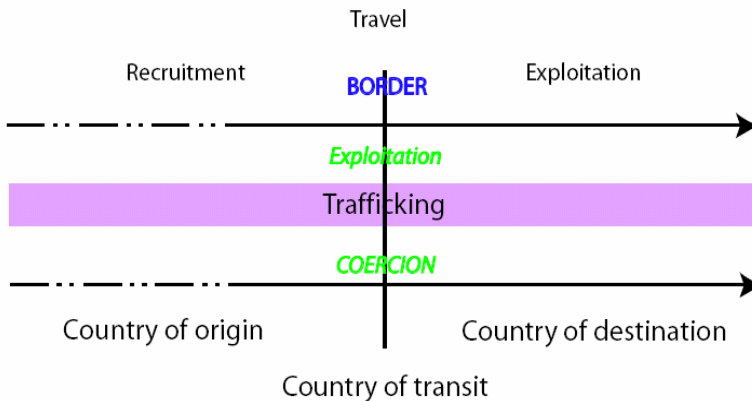 Travel
Recruitment
BORDER
Exploitation
Exploitation
Trafficking
COERCION
Country of origin
Country of destination
Country of transit